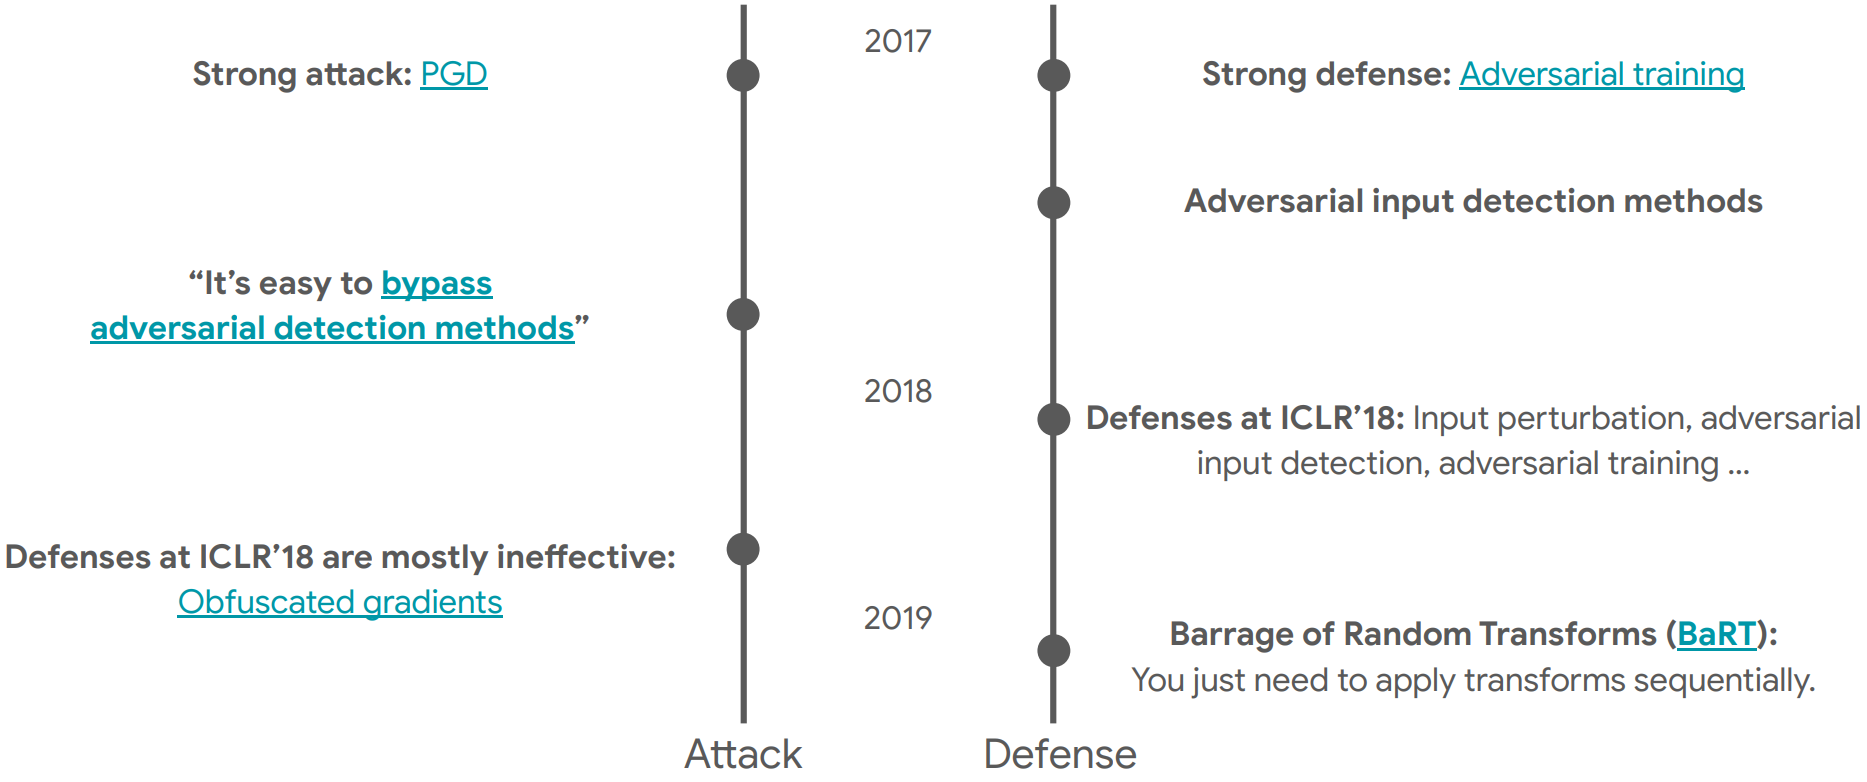 2017
Strong attack: PGD
Strong defense: Adversarial training
Adversarial input detection methods
“It’s easy to bypass
adversarial detection methods”
2018
Defenses at ICLR’18: Input perturbation, adversarial
input detection, adversarial training ...
Defenses at ICLR’18 are mostly ineffective:
Obfuscated gradients
2019
Barrage of Random Transforms (BaRT):
You just need to apply transforms sequentially.
Attack
Defense